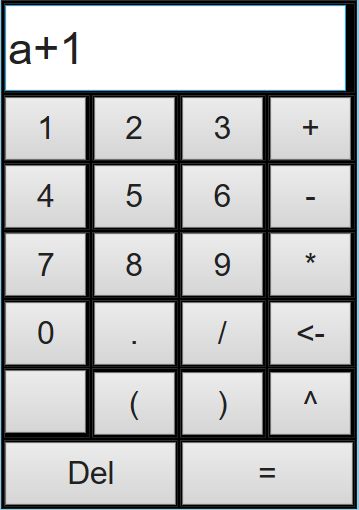 a+1
1 2 3 +
4 5 6 -
7 8 9 *
0 . / <-
( ) ^
Del =